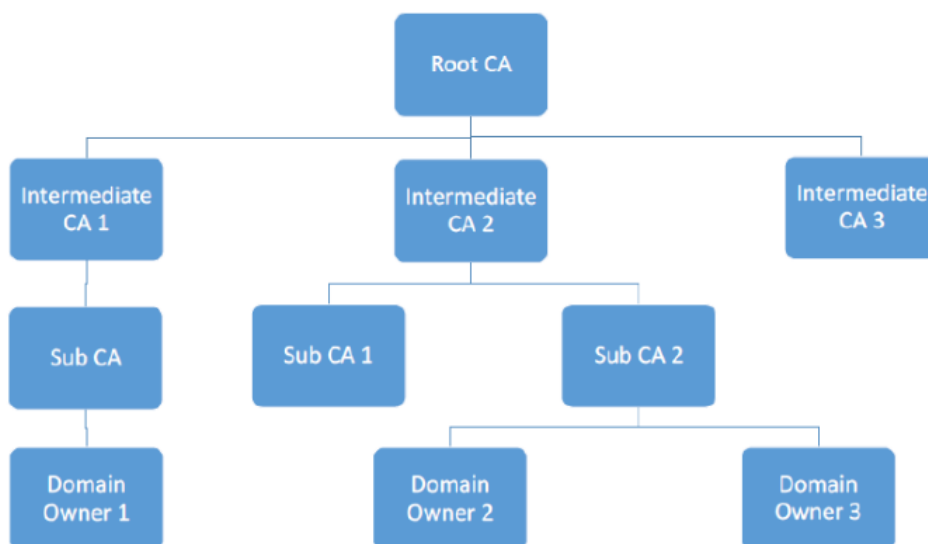 Root CA
Intermediate
CA 1
Intermediate
CA 2
Intermediate
CA 3
Sub CA
Sub CA 1
Sub CA 2
Domain
Owner 1
Domain
Owner 2
Domain
Owner 3